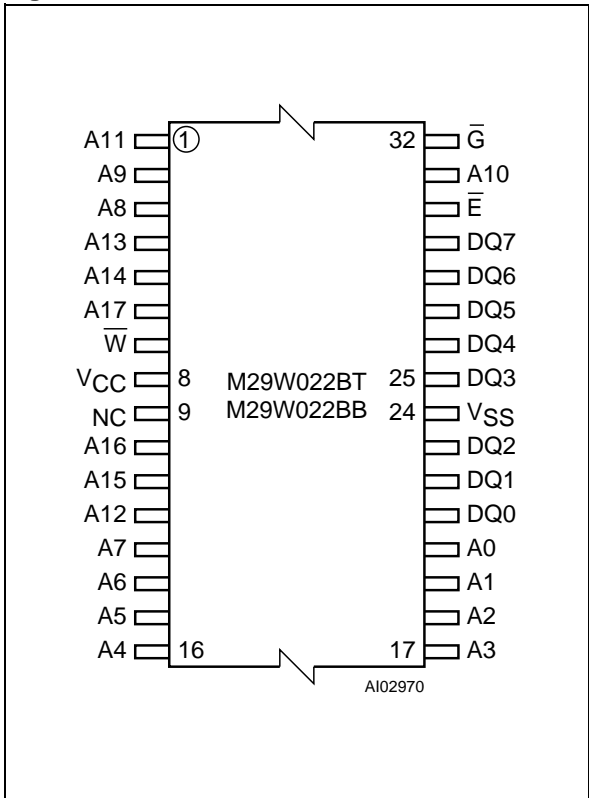 A11 ① 32 G̅
A9 A10
A8 E̅
A13 DQ7
A14 DQ6
A17 DQ5
W̅ DQ4
VCC 8 M29W022BT 25 DQ3
NC 9 M29W022BB 24 VSS
A16 DQ2
A15 DQ1
A12 DQ0
A7 A0
A6 A1
A5 A2
A4 16 17 A3
AI02970